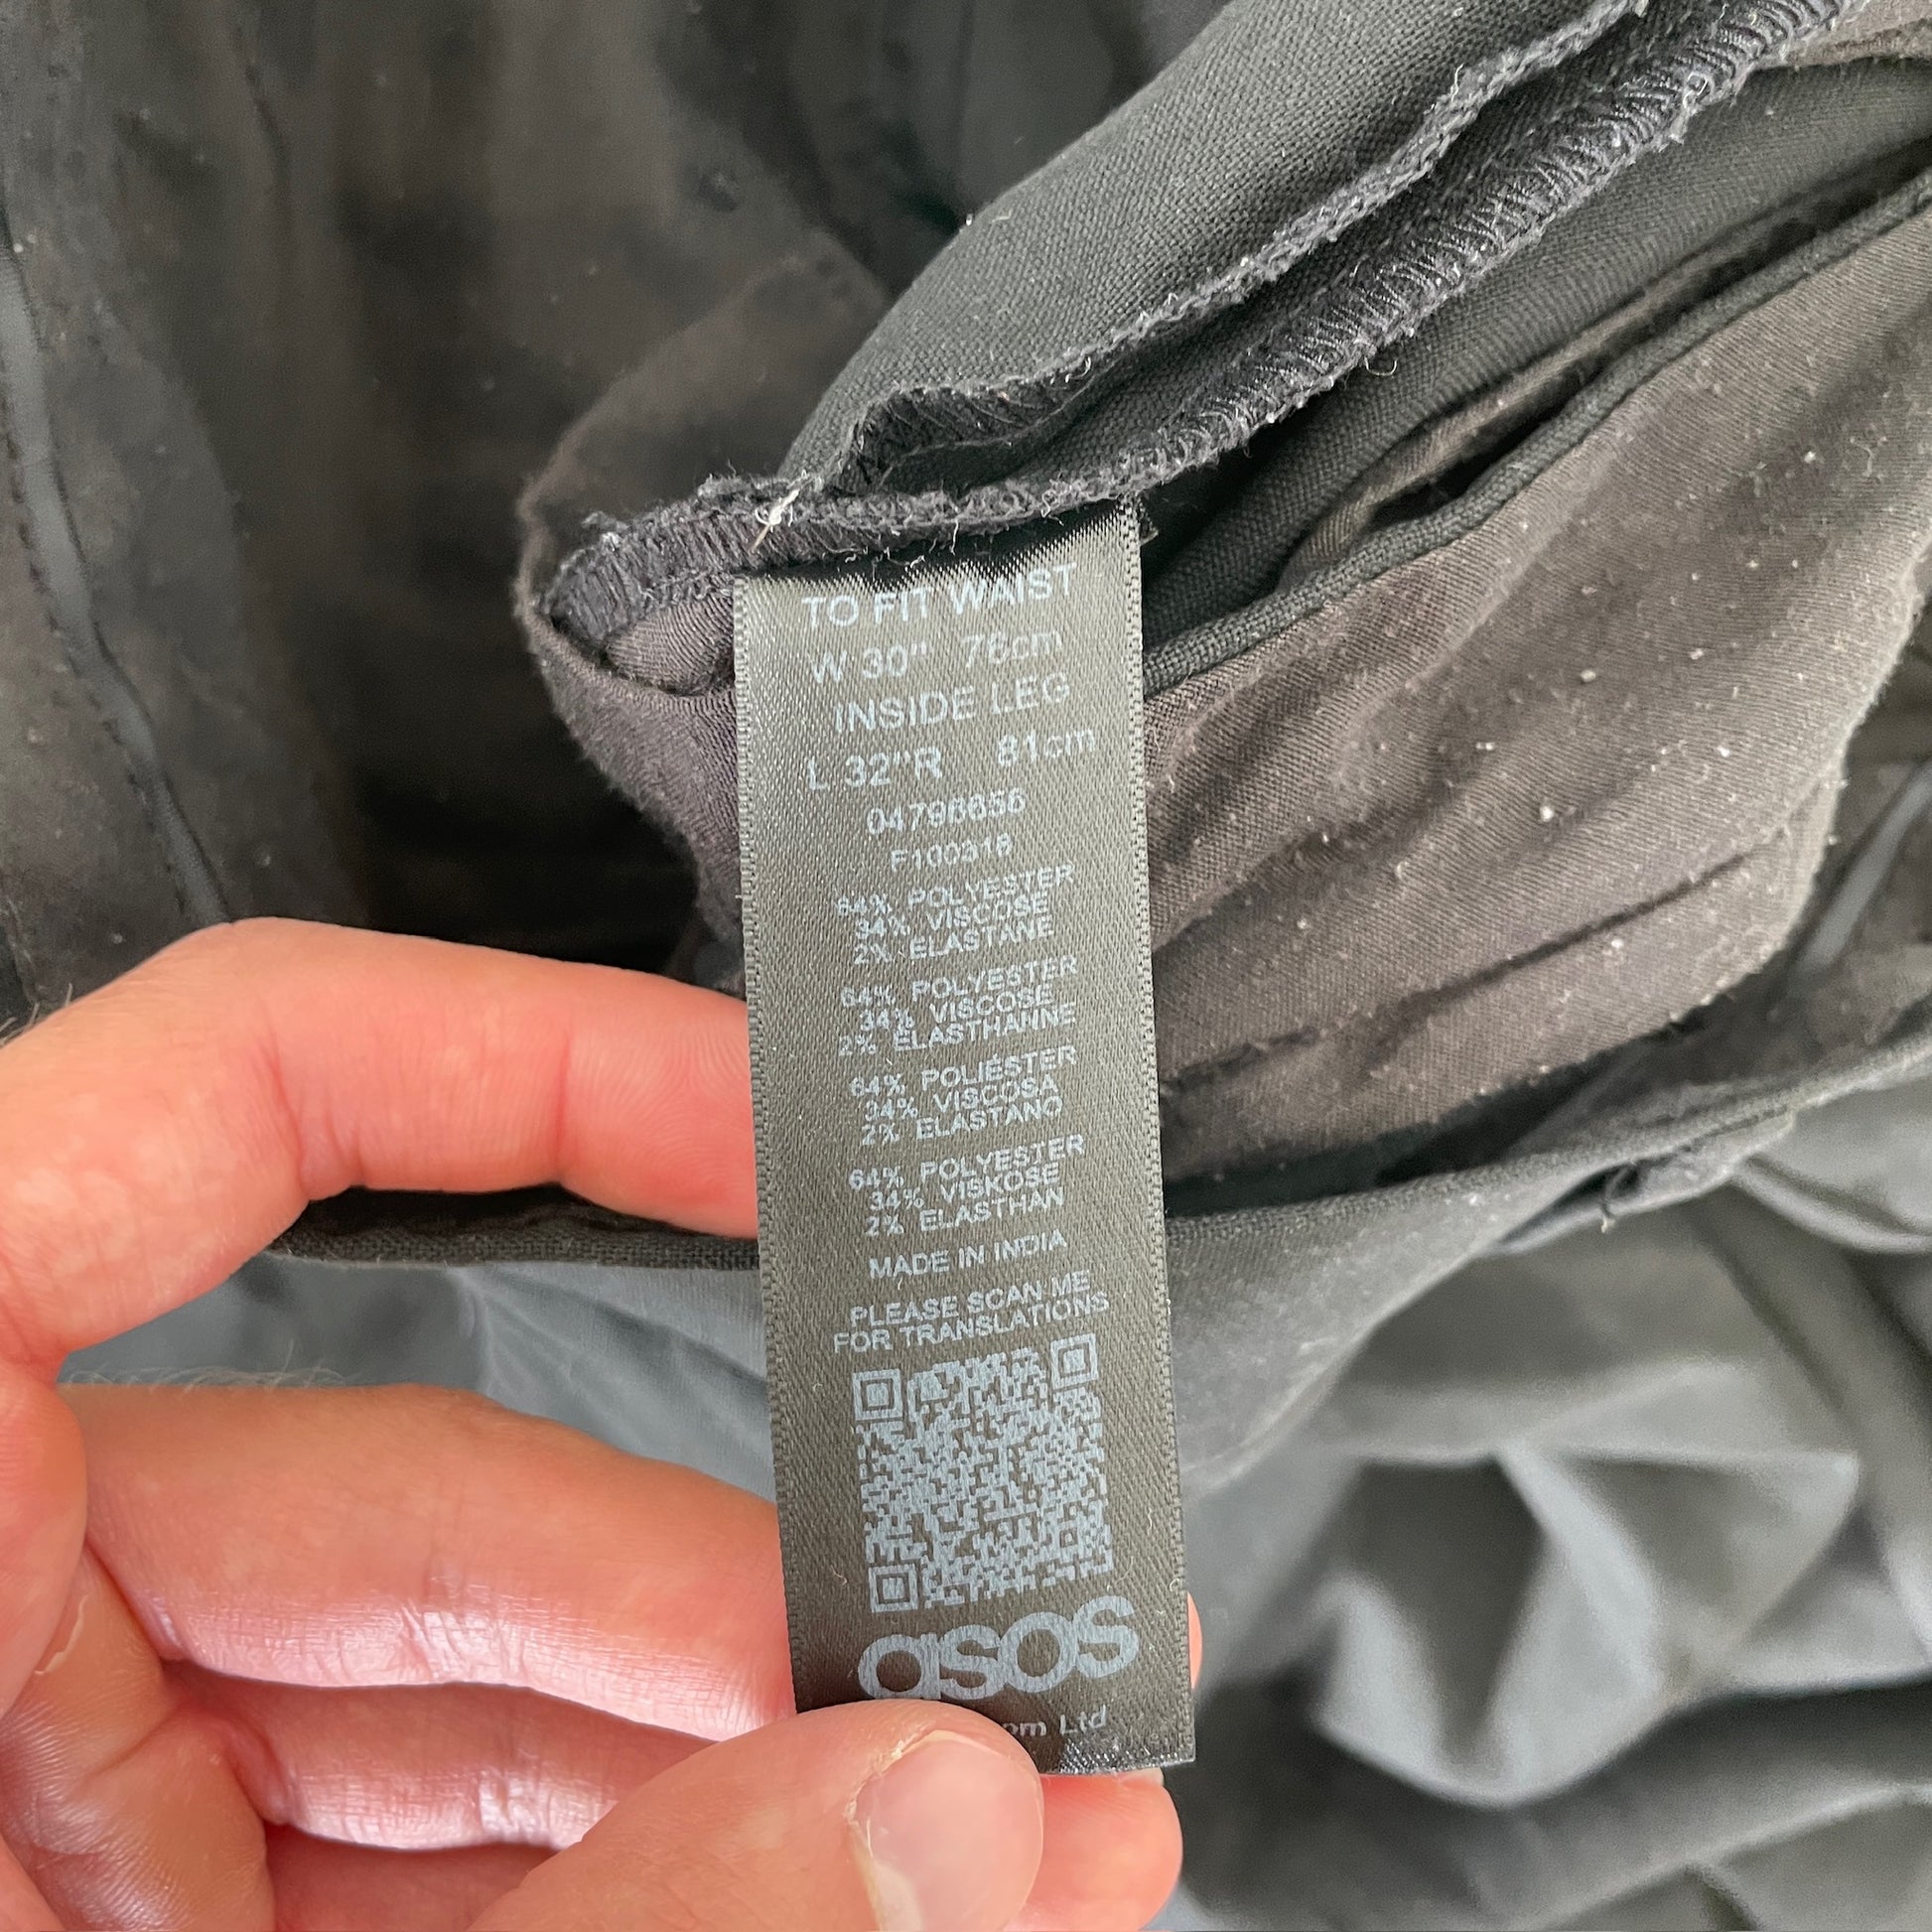 TO FIT WAIST
W 30" 76cm
INSIDE LEG
L 32"R 81cm
04796656
F100316
64% POLYESTER
34% VISCOSE
2% ELASTANE
64% POLYESTER
34% VISCOSE
2% ELASTHANNE
64% POLIÉSTER
34% VISCOSA
2% ELASTANO
64% POLYESTER
34% VISKOSE
2% ELASTHAN
MADE IN INDIA
PLEASE SCAN ME
FOR TRANSLATIONS
asos
Ltd